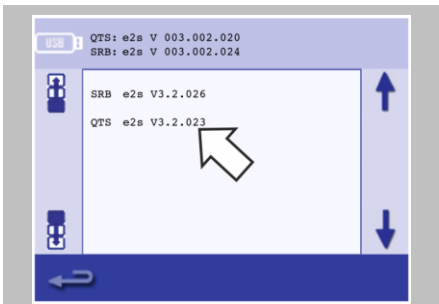 USB
QTS: e2s V 003.002.020
SRB: e2s V 003.002.024
SRB e2s V3.2.026
QTS e2s V3.2.023